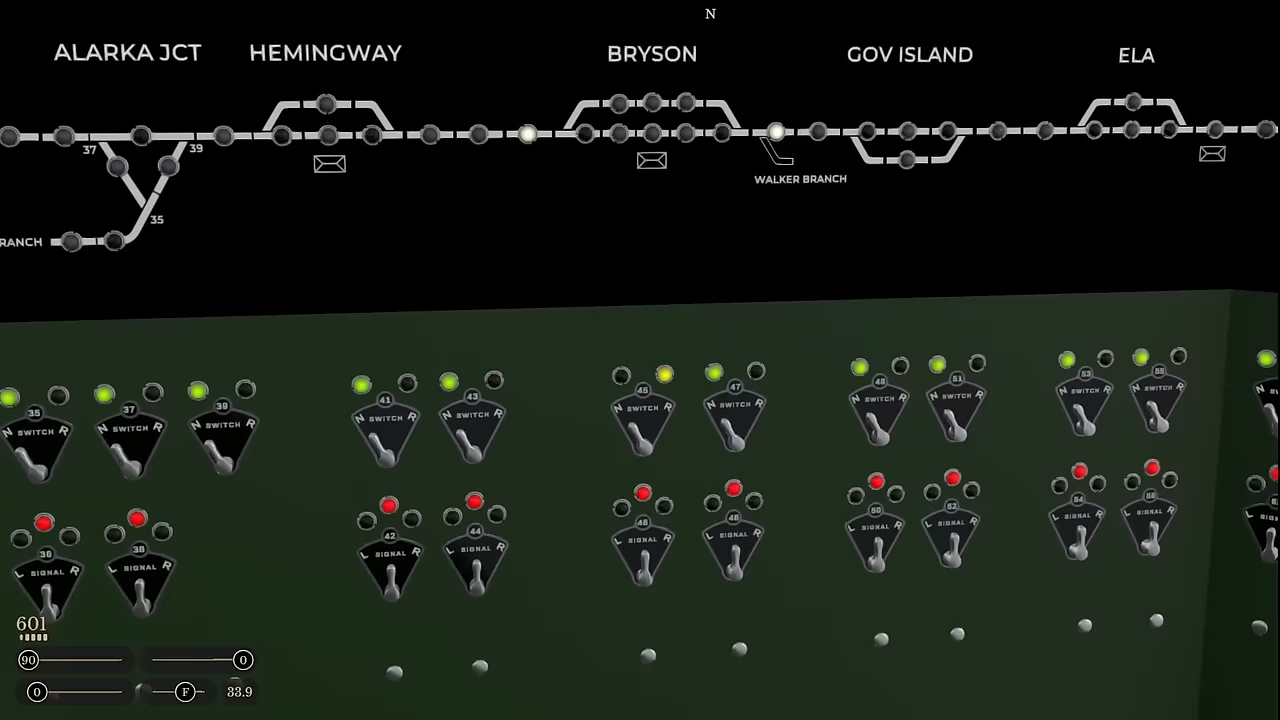 N
ALARKA JCT HEMINGWAY BRYSON GOV ISLAND ELA
37 39
WALKER BRANCH
35
RANCH
35 37 39 41 43 45 47 49 51 53 55
N SWITCH R N SWITCH R N SWITCH R N SWITCH R N SWITCH R N SWITCH R N SWITCH R N SWITCH R N SWITCH R N SWITCH R N SWITCH R
36 38 42 44 46 48 50 52 54 56
L SIGNAL R L SIGNAL R L SIGNAL R L SIGNAL R L SIGNAL R L SIGNAL R L SIGNAL R L SIGNAL R L SIGNAL R L SIGNAL R
601
90 0
0 F 33.9